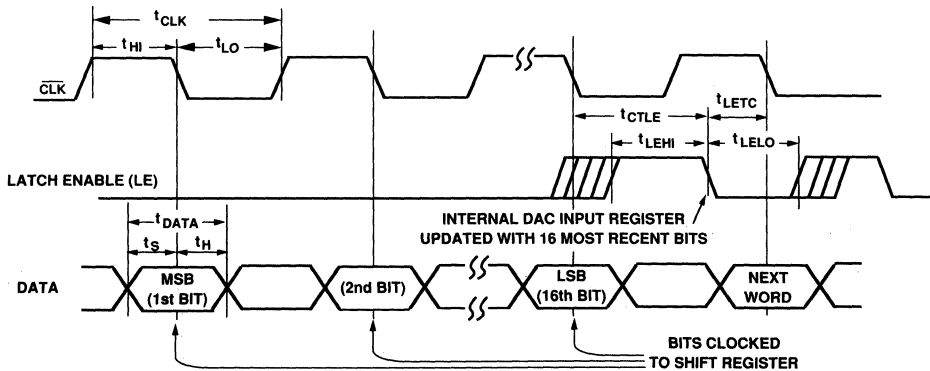 tCLK
tHI
tLO
CLK
tLETC
tCTLE
tLEHI
tLELO
LATCH ENABLE (LE)
INTERNAL DAC INPUT REGISTER
UPDATED WITH 16 MOST RECENT BITS
tDATA
tS
tH
DATA
MSB
(1st BIT)
(2nd BIT)
LSB
(16th BIT)
NEXT
WORD
BITS CLOCKED
TO SHIFT REGISTER